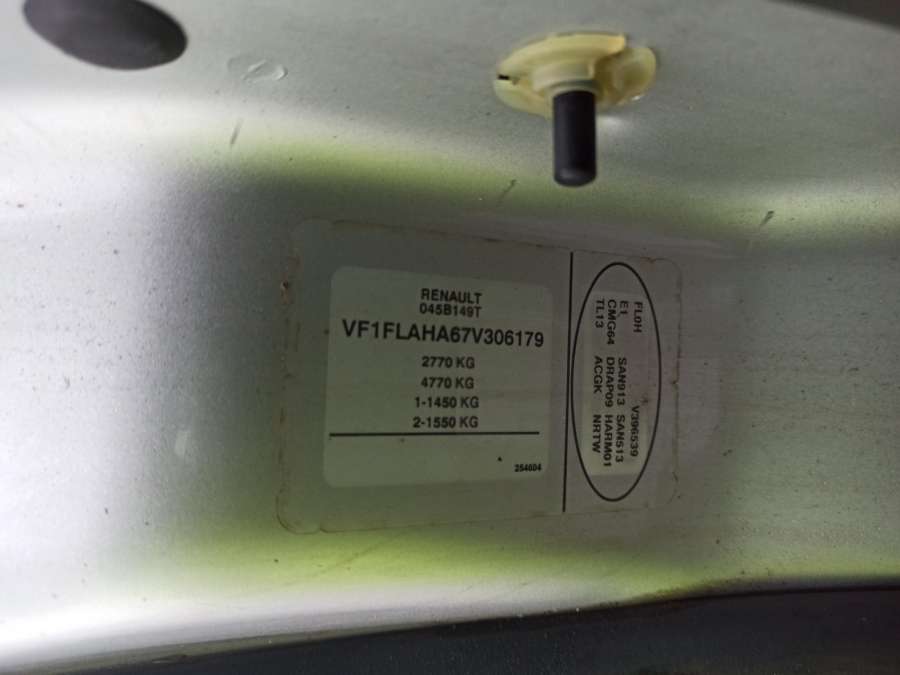 RENAULT
045B149T
VF1FLAHA67V306179
2770 KG
4770 KG
1-1450 KG
2-1550 KG
254604
FL0H V396539
E1 SAN913 SAN513
CMG64 DRAP09 HARM01
TL13 ACGK NRTW